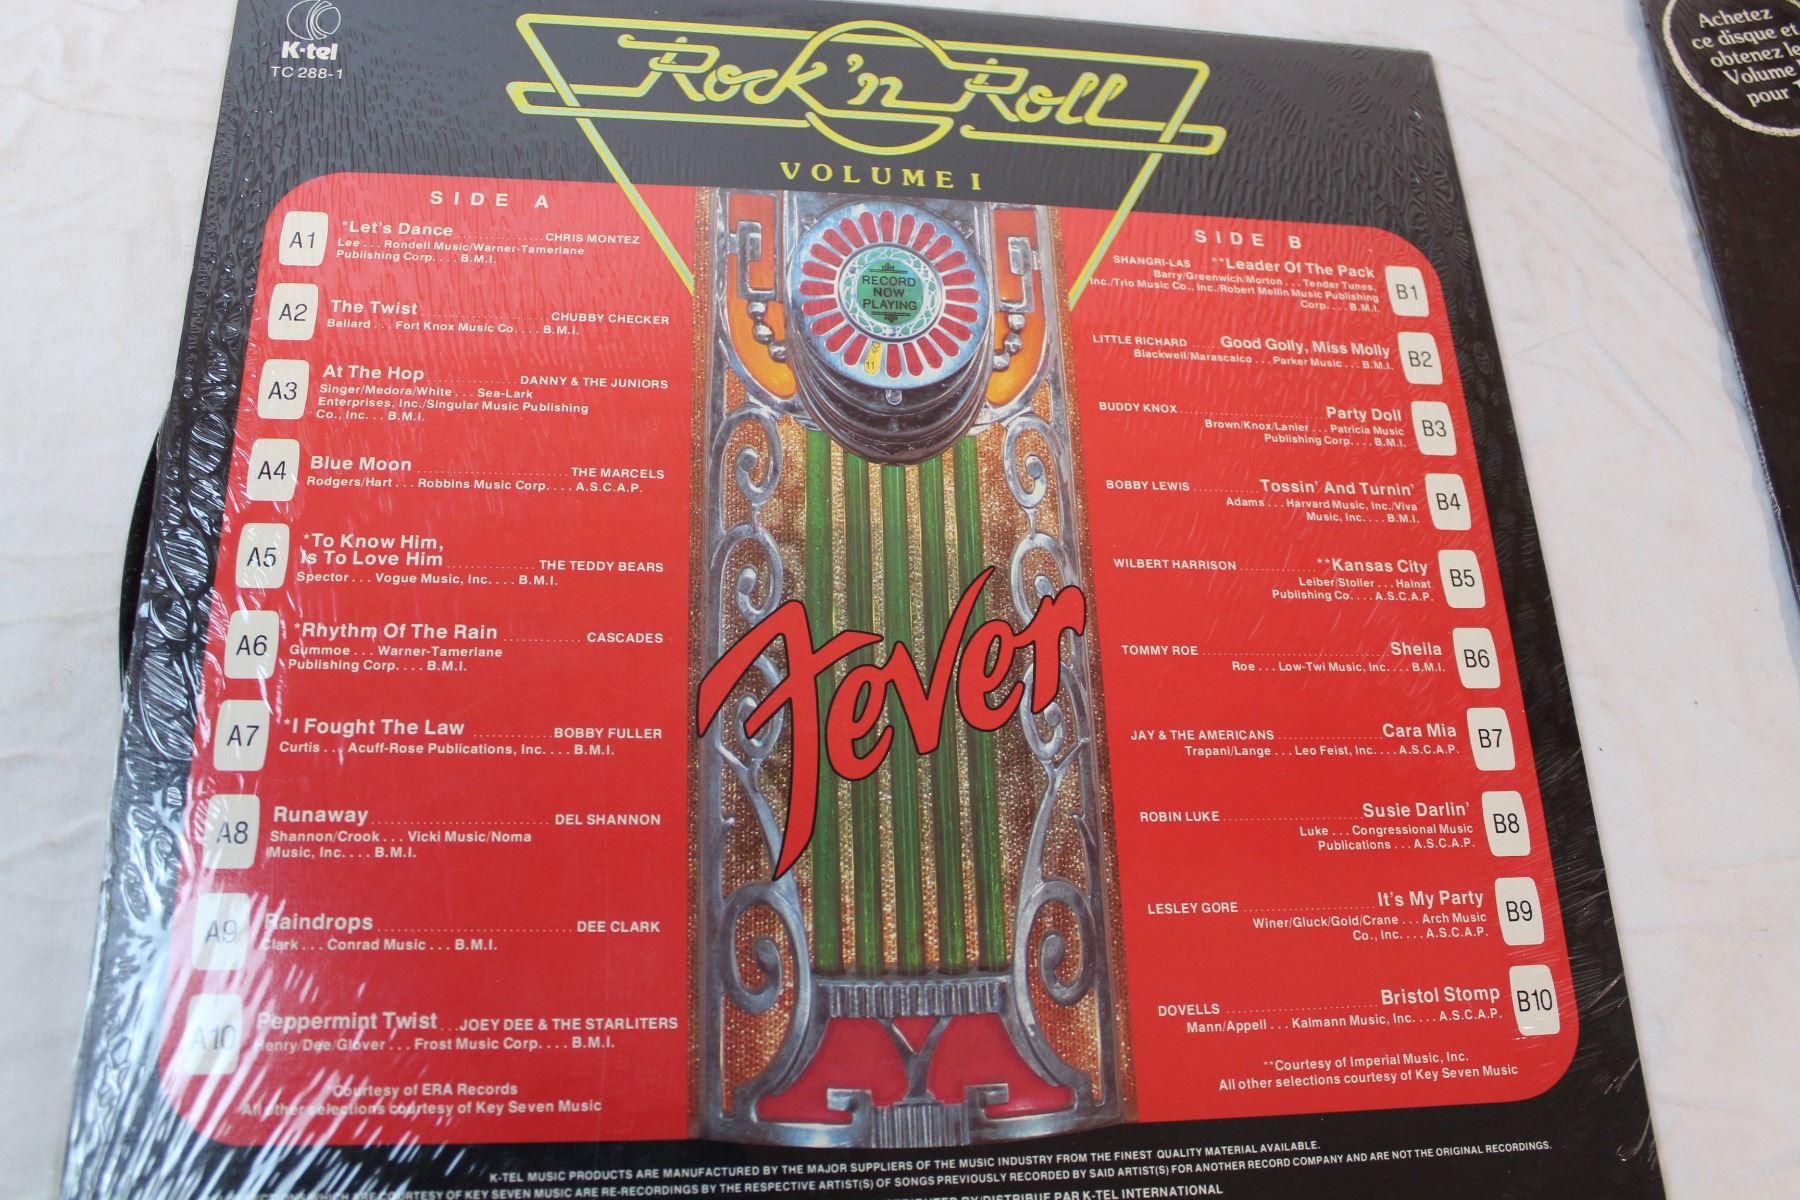 K-tel
TC 288-1
Rock 'n Roll
VOLUME I
SIDE A
A1 *Let's Dance ............... CHRIS MONTEZ
Lee ... Rondell Music/Warner-Tamerlane
Publishing Corp. ... B.M.I.
A2 The Twist ............... CHUBBY CHECKER
Ballard ... Fort Knox Music Co. ... B.M.I.
A3 At The Hop ............... DANNY & THE JUNIORS
Singer/Medora/White ... Sea-Lark
Enterprises, Inc./Singular Music Publishing
Co., Inc. .. B.M.I.
A4 Blue Moon ............... THE MARCELS
Rodgers/Hart ... Robbins Music Corp. ... A.S.C.A.P.
A5 *To Know Him,
Is To Love Him ............... THE TEDDY BEARS
Spector ... Vogue Music, Inc. ... B.M.I.
A6 *Rhythm Of The Rain ............ CASCADES
Gummoe ... Warner-Tamerlane
Publishing Corp. ... B.M.I.
A7 *I Fought The Law ............ BOBBY FULLER
Curtis ... Acuff-Rose Publications, Inc. ... B.M.I.
A8 Runaway ............... DEL SHANNON
Shannon/Crook ... Vicki Music/Noma
Music, Inc. ... B.M.I.
A9 Raindrops ............... DEE CLARK
Clark ... Conrad Music ... B.M.I.
A10 Peppermint Twist ... JOEY DEE & THE STARLITERS
Henry/Dee/Glover ... Frost Music Corp. ... B.M.I.
*Courtesy of ERA Records
All other selections courtesy of Key Seven Music
RECORD
NOW
PLAYING
11
Fever
SIDE B
SHANGRI-LAS ... **Leader Of The Pack B1
Barry/Greenwich/Morton ... Tender Tunes,
Inc./Trio Music Co., Inc./Robert Mellin Music Publishing
Corp. ... B.M.I.
LITTLE RICHARD ..... Good Golly, Miss Molly B2
Blackwell/Marascalco ... Parker Music ... B.M.I.
BUDDY KNOX ............... Party Doll B3
Brown/Knox/Lanier ... Patricia Music
Publishing Corp. ... B.M.I.
BOBBY LEWIS ............ Tossin' And Turnin' B4
Adams ... Harvard Music, Inc./Viva
Music, Inc. ... B.M.I.
WILBERT HARRISON ............ **Kansas City B5
Leiber/Stoller ... Halnat
Publishing Co. ... A.S.C.A.P.
TOMMY ROE ............... Sheila B6
Roe ... Low-Twi Music, Inc. ... B.M.I.
JAY & THE AMERICANS ............... Cara Mia B7
Trapani/Lange ... Leo Feist, Inc. ... A.S.C.A.P.
ROBIN LUKE ............... Susie Darlin' B8
Luke ... Congressional Music
Publications ... A.S.C.A.P.
LESLEY GORE ............... It's My Party B9
Winer/Gluck/Gold/Crane ... Arch Music
Co., Inc. ... A.S.C.A.P.
DOVELLS ............... Bristol Stomp B10
Mann/Appell ... Kalmann Music, Inc. ... A.S.C.A.P.
**Courtesy of Imperial Music, Inc.
All other selections courtesy of Key Seven Music
K-TEL MUSIC PRODUCTS ARE MANUFACTURED BY THE MAJOR SUPPLIERS OF THE MUSIC INDUSTRY FROM THE FINEST QUALITY MATERIAL AVAILABLE.
WHICH ARE COURTESY OF KEY SEVEN MUSIC ARE RE-RECORDINGS BY THE RESPECTIVE ARTIST(S) OF SONGS PREVIOUSLY RECORDED BY SAID ARTIST(S) FOR ANOTHER RECORD COMPANY AND ARE NOT THE ORIGINAL RECORDINGS.
BY/DISTRIBUE PAR K-TEL INTERNATIONAL
Achetez
ce disque et
obtenez le
Volume
pour